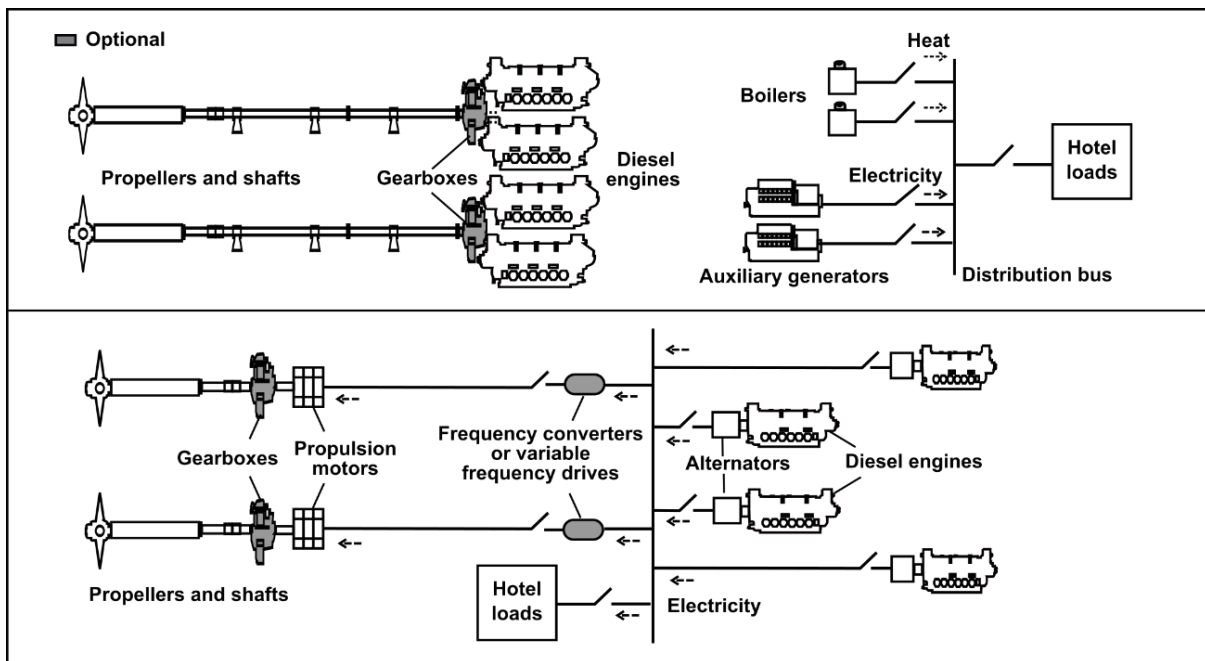 Optional
Heat
Boilers
Hotel
loads
Propellers and shafts
Gearboxes
Diesel
engines
Electricity
Auxiliary generators
Distribution bus
Gearboxes
Propulsion
motors
Frequency converters
or variable
frequency drives
Alternators
Diesel engines
Propellers and shafts
Hotel
loads
Electricity